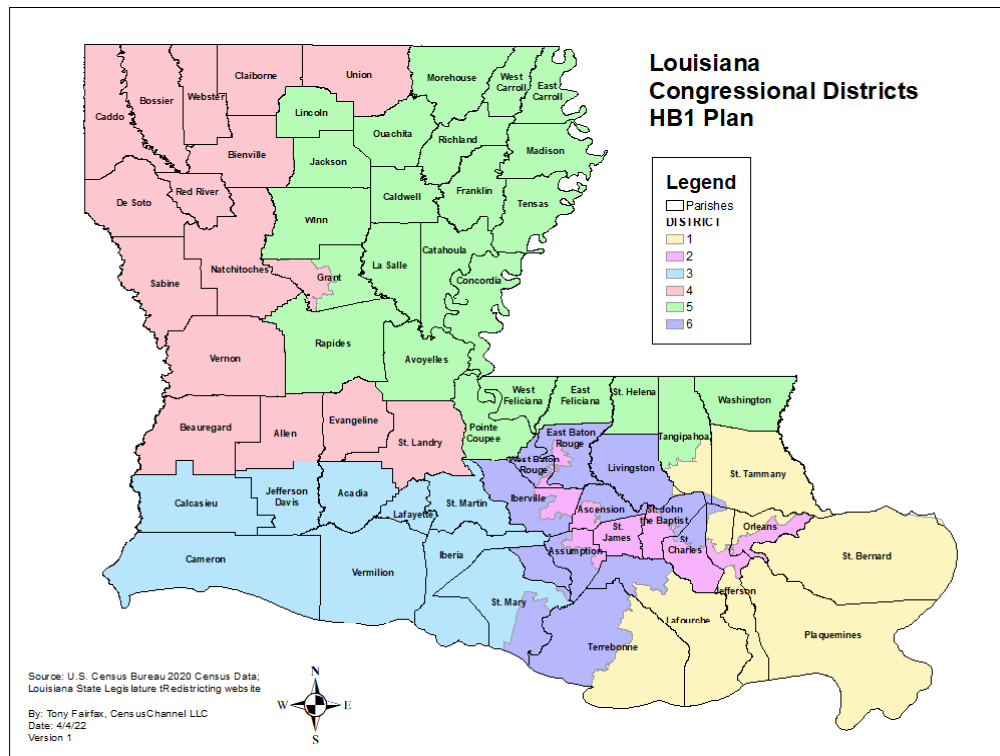 Louisiana
Congressional Districts
HB1 Plan
Legend
Parishes
DISTRICT
1
2
3
4
5
6
Caddo
Bossier
Webster
Claiborne
Union
Morehouse
West
Carroll
East
Carroll
Lincoln
Ouachita
Richland
Madison
Bienville
Jackson
De Soto
Red River
Caldwell
Franklin
Tensas
Winn
Sabine
Natchitoches
Grant
La Salle
Catahoula
Concordia
Vernon
Rapides
Avoyelles
Beauregard
Allen
Evangeline
St. Landry
Pointe
Coupee
West
Feliciana
East
Feliciana
St. Helena
Tangipahoa
Washington
East Baton
Rouge
West Baton
Rouge
Livingston
St. Tammany
Calcasieu
Jefferson
Davis
Acadia
Lafayette
St. Martin
Iberville
Ascension
St. John
the Baptist
St.
James
St.
Charles
Orleans
St. Bernard
Cameron
Vermilion
Iberia
Assumption
St. Mary
Jefferson
Lafourche
Plaquemines
Terrebonne
Source: U.S. Census Bureau 2020 Census Data;
Louisiana State Legislature tRedistricting website
By: Tony Fairfax, CensusChannel LLC
Date: 4/4/22
Version 1
N
W
E
S